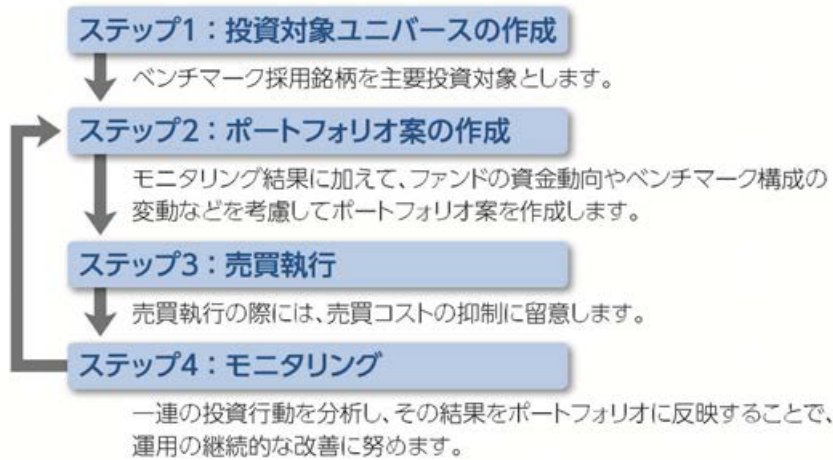 ステップ1：投資対象ユニバースの作成
ベンチマーク採用銘柄を主要投資対象とします。
ステップ2：ポートフォリオ案の作成
モニタリング結果に加えて、ファンドの資金動向やベンチマーク構成の
変動などを考慮してポートフォリオ案を作成します。
ステップ3：売買執行
売買執行の際には、売買コストの抑制に留意します。
ステップ4：モニタリング
一連の投資行動を分析し、その結果をポートフォリオに反映することで、
運用の継続的な改善に努めます。